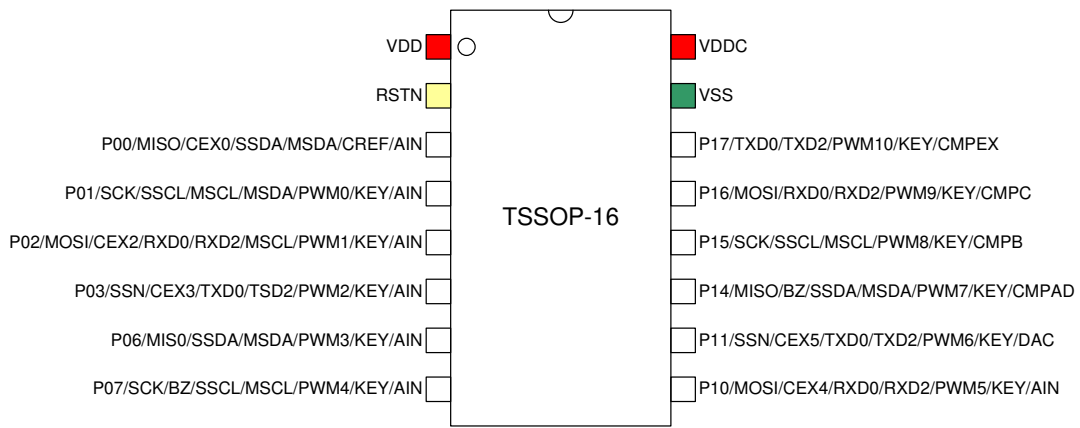 VDD
VDDC
RSTN
VSS
P00/MISO/CEX0/SSDA/MSDA/CREF/AIN
P17/TXD0/TXD2/PWM10/KEY/CMPEX
P01/SCK/SSCL/MSCL/MSDA/PWM0/KEY/AIN
P16/MOSI/RXD0/RXD2/PWM9/KEY/CMPC
TSSOP-16
P02/MOSI/CEX2/RXD0/RXD2/MSCL/PWM1/KEY/AIN
P15/SCK/SSCL/MSCL/PWM8/KEY/CMPB
P03/SSN/CEX3/TXD0/TSD2/PWM2/KEY/AIN
P14/MISO/BZ/SSDA/MSDA/PWM7/KEY/CMPAD
P06/MIS0/SSDA/MSDA/PWM3/KEY/AIN
P11/SSN/CEX5/TXD0/TXD2/PWM6/KEY/DAC
P07/SCK/BZ/SSCL/MSCL/PWM4/KEY/AIN
P10/MOSI/CEX4/RXD0/RXD2/PWM5/KEY/AIN